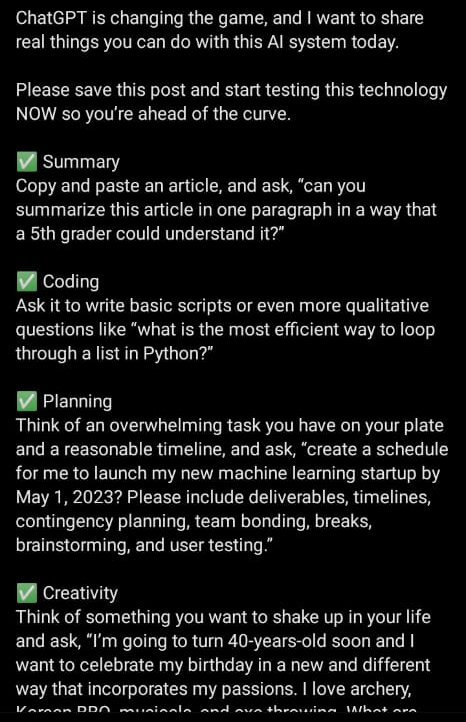 ChatGPT is changing the game, and I want to share
real things you can do with this AI system today.
Please save this post and start testing this technology
NOW so you’re ahead of the curve.
✅ Summary
Copy and paste an article, and ask, “can you
summarize this article in one paragraph in a way that
a 5th grader could understand it?”
✅ Coding
Ask it to write basic scripts or even more qualitative
questions like “what is the most efficient way to loop
through a list in Python?”
✅ Planning
Think of an overwhelming task you have on your plate
and a reasonable timeline, and ask, “create a schedule
for me to launch my new machine learning startup by
May 1, 2023? Please include deliverables, timelines,
contingency planning, team bonding, breaks,
brainstorming, and user testing.”
✅ Creativity
Think of something you want to shake up in your life
and ask, “I’m going to turn 40-years-old soon and I
want to celebrate my birthday in a new and different
way that incorporates my passions. I love archery,
Korean BBQ, musicals, and axe throwing. What are